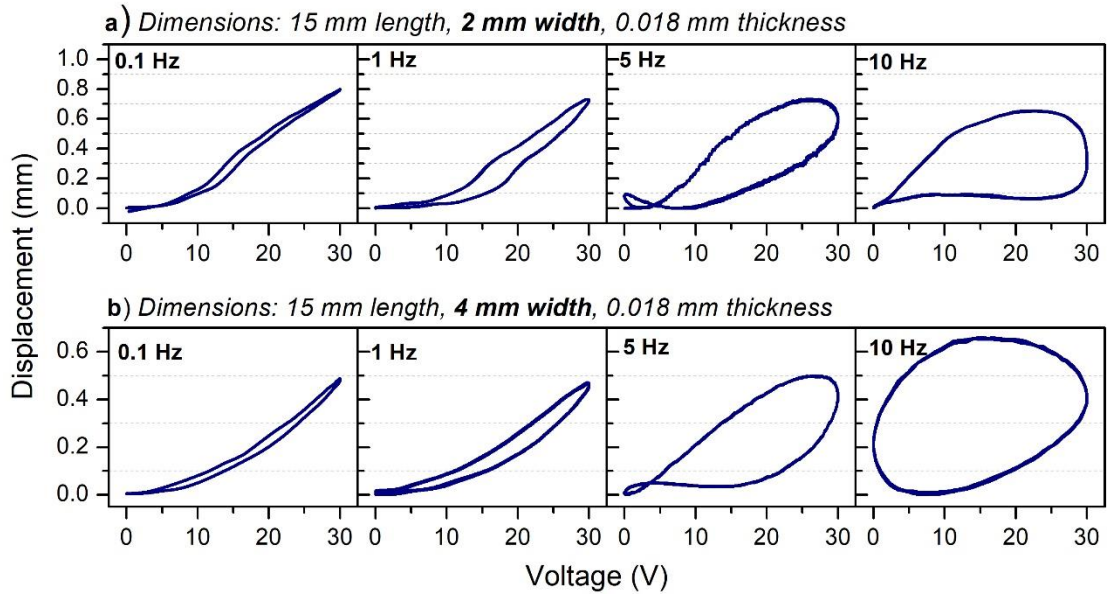 a) Dimensions: 15 mm length, 2 mm width, 0.018 mm thickness
0.1 Hz 1 Hz 5 Hz 10 Hz
1.0
0.8
0.6
0.4
0.2
0.0
0 10 20 30 0 10 20 30 0 10 20 30 0 10 20 30
Displacement (mm)
b) Dimensions: 15 mm length, 4 mm width, 0.018 mm thickness
0.1 Hz 1 Hz 5 Hz 10 Hz
0.6
0.4
0.2
0.0
0 10 20 30 0 10 20 30 0 10 20 30 0 10 20 30
Voltage (V)